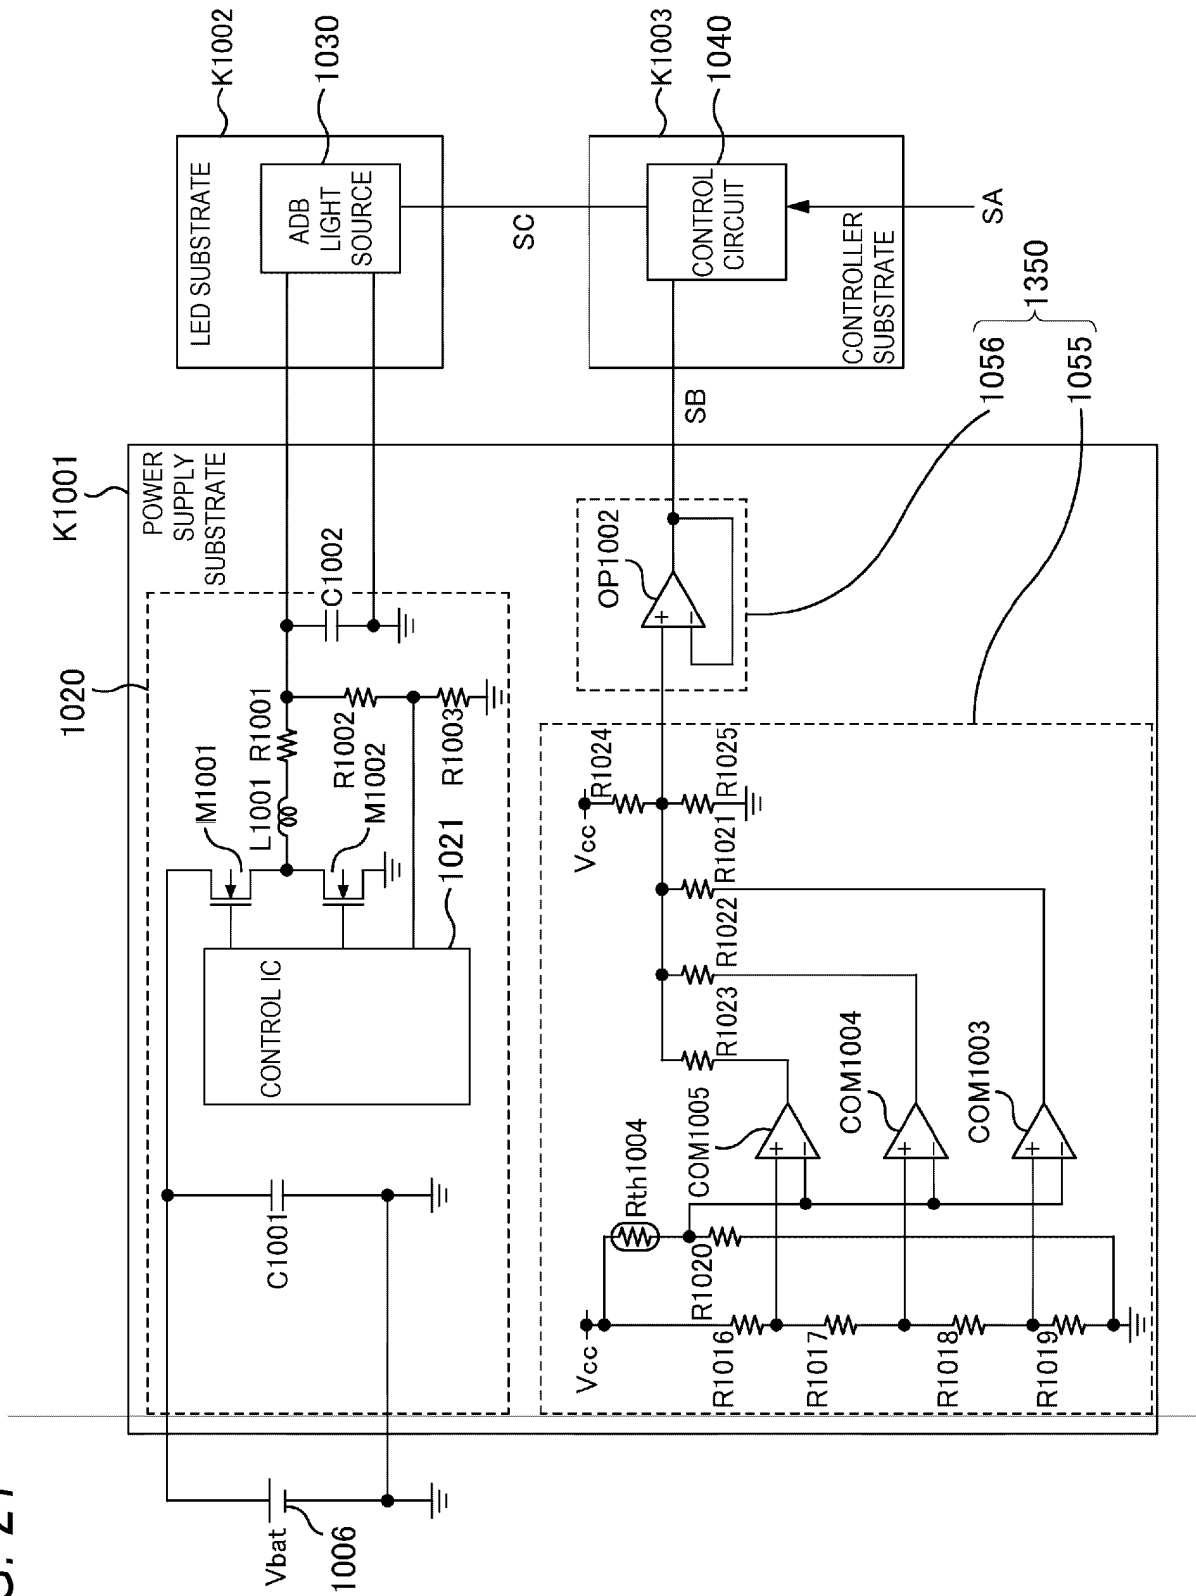 K1001
POWER
SUPPLY
SUBSTRATE
1020
Vbat
1006
C1001
CONTROL IC
1021
M1001
M1002
L1001
R1001
R1002
R1003
C1002
LED SUBSTRATE
K1002
ADB
LIGHT
SOURCE
1030
SC
CONTROLLER
SUBSTRATE
K1003
CONTROL
CIRCUIT
1040
SA
SB
Vcc
R1016
R1017
R1018
R1019
R1020
Rth1004
COM1005
COM1004
COM1003
R1023
R1022
R1021
Vcc
R1024
R1025
OP1002
1056
1055
1350
+
−
+
−
+
−
+
−